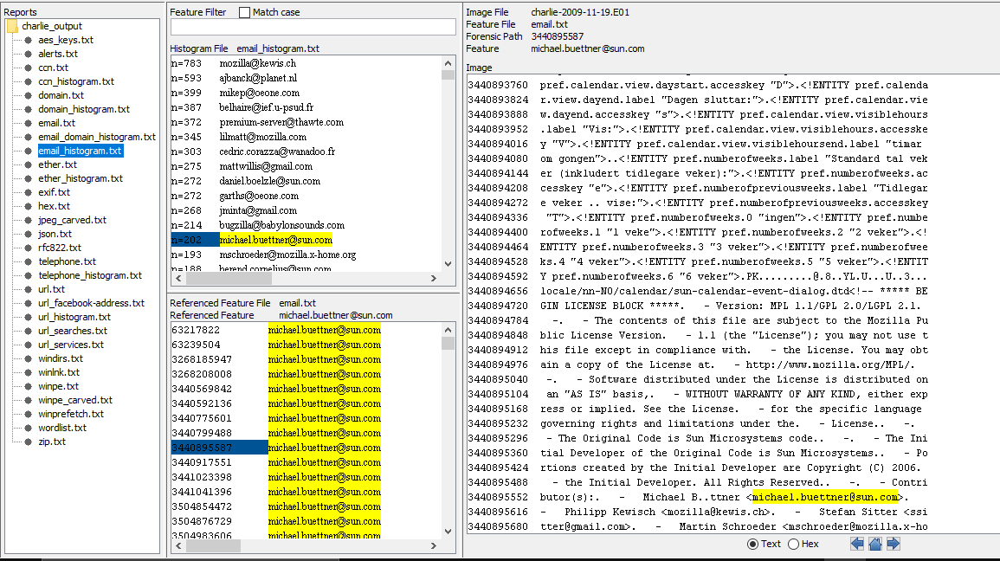 Reports
charlie_output
aes_keys.txt
alerts.txt
ccn.txt
ccn_histogram.txt
domain.txt
domain_histogram.txt
email.txt
email_domain_histogram.txt
email_histogram.txt
ether.txt
ether_histogram.txt
exif.txt
hex.txt
jpeg_carved.txt
json.txt
rfc822.txt
telephone.txt
telephone_histogram.txt
url.txt
url_facebook-address.txt
url_histogram.txt
url_searches.txt
url_services.txt
windirs.txt
winlnk.txt
winpe.txt
winpe_carved.txt
winprefetch.txt
wordlist.txt
zip.txt
Feature Filter Match case
Histogram File email_histogram.txt
n=783 mozilla@kewis.ch
n=593 ajbanck@planet.nl
n=399 mikep@oeone.com
n=387 belhaire@ief.u-psud.fr
n=372 premium-server@thawte.com
n=345 lilmatt@mozilla.com
n=303 cedric.corazza@wanadoo.fr
n=275 mattwillis@gmail.com
n=272 daniel.boelzle@sun.com
n=272 garths@oeone.com
n=268 jminta@gmail.com
n=214 bugzilla@babylonsounds.com
n=202 michael.buettner@sun.com
n=193 mschroeder@mozilla.x-home.org
n=188 berend.cornelius@sun.com
Referenced Feature File email.txt
Referenced Feature michael.buettner@sun.com
63217822 michael.buettner@sun.com
63239504 michael.buettner@sun.com
3268185947 michael.buettner@sun.com
3268208008 michael.buettner@sun.com
3440569842 michael.buettner@sun.com
3440592136 michael.buettner@sun.com
3440775601 michael.buettner@sun.com
3440799488 michael.buettner@sun.com
3440895587 michael.buettner@sun.com
3440917551 michael.buettner@sun.com
3441023398 michael.buettner@sun.com
3441041396 michael.buettner@sun.com
3504854472 michael.buettner@sun.com
3504876729 michael.buettner@sun.com
3504983606 michael.buettner@sun.com
Image File charlie-2009-11-19.E01
Feature File email.txt
Forensic Path 3440895587
Feature michael.buettner@sun.com
Image
3440893760 pref.calendar.view.daystart.accesskey "D">.<!ENTITY pref.calenda
3440893824 r.view.dayend.label "Dagen sluttar:">.<!ENTITY pref.calendar.vie
3440893888 w.dayend.accesskey "s">.<!ENTITY pref.calendar.view.visiblehours
3440893952 .label "Vis:">.<!ENTITY pref.calendar.view.visiblehours.accesske
3440894016 y "V">.<!ENTITY pref.calendar.view.visiblehoursend.label "timar
3440894080 om gongen">..<!ENTITY pref.numberofweeks.label "Standard tal vek
3440894144 er (inkludert tidlegare veker):">.<!ENTITY pref.numberofweeks.ac
3440894208 cesskey "e">.<!ENTITY pref.numberofpreviousweeks.label "Tidlegar
3440894272 e veker .. vise:">.<!ENTITY pref.numberofpreviousweeks.accesskey
3440894336 "T">.<!ENTITY pref.numberofweeks.0 "ingen">.<!ENTITY pref.numbe
3440894400 rofweeks.1 "1 veke">.<!ENTITY pref.numberofweeks.2 "2 veker">.<!
3440894464 ENTITY pref.numberofweeks.3 "3 veker">.<!ENTITY pref.numberofwee
3440894528 ks.4 "4 veker">.<!ENTITY pref.numberofweeks.5 "5 veker">.<!ENTIT
3440894592 Y pref.numberofweeks.6 "6 veker">.PK.........@.8..YL.U...U...3...
3440894656 locale/nn-NO/calendar/sun-calendar-event-dialog.dtd<!-- ***** BE
3440894720 GIN LICENSE BLOCK *****. - Version: MPL 1.1/GPL 2.0/LGPL 2.1.
3440894784 -. - The contents of this file are subject to the Mozilla Pu
3440894848 blic License Version. - 1.1 (the "License"); you may not use t
3440894912 his file except in compliance with. - the License. You may obt
3440894976 ain a copy of the License at. - http://www.mozilla.org/MPL/.
3440895040 -. - Software distributed under the License is distributed on
3440895104 an "AS IS" basis,. - WITHOUT WARRANTY OF ANY KIND, either exp
3440895168 ress or implied. See the License. - for the specific language
3440895232 governing rights and limitations under the. - License.. -.
3440895296 - The Original Code is Sun Microsystems code.. -. - The Ini
3440895360 tial Developer of the Original Code is Sun Microsystems.. - Po
3440895424 rtions created by the Initial Developer are Copyright (C) 2006.
3440895488 - the Initial Developer. All Rights Reserved.. -. - Contri
3440895552 butor(s):. - Michael B..ttner <michael.buettner@sun.com>.
3440895616 - Philipp Kewisch <mozilla@kewis.ch>. - Stefan Sitter <ssi
3440895680 tter@gmail.com>. - Martin Schroeder <mschroeder@mozilla.x-ho
Text Hex